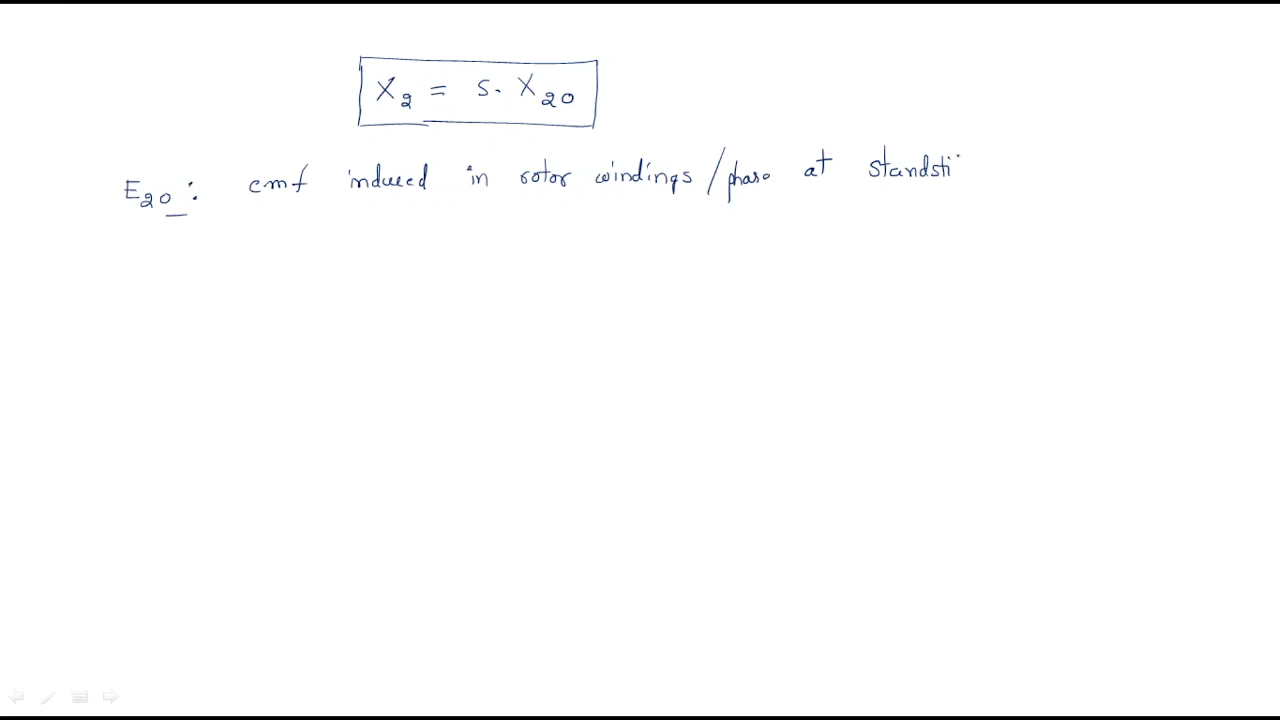 X₂ = s. X₂₀
E₂₀ : emf induced in rotor windings/phase at standsti